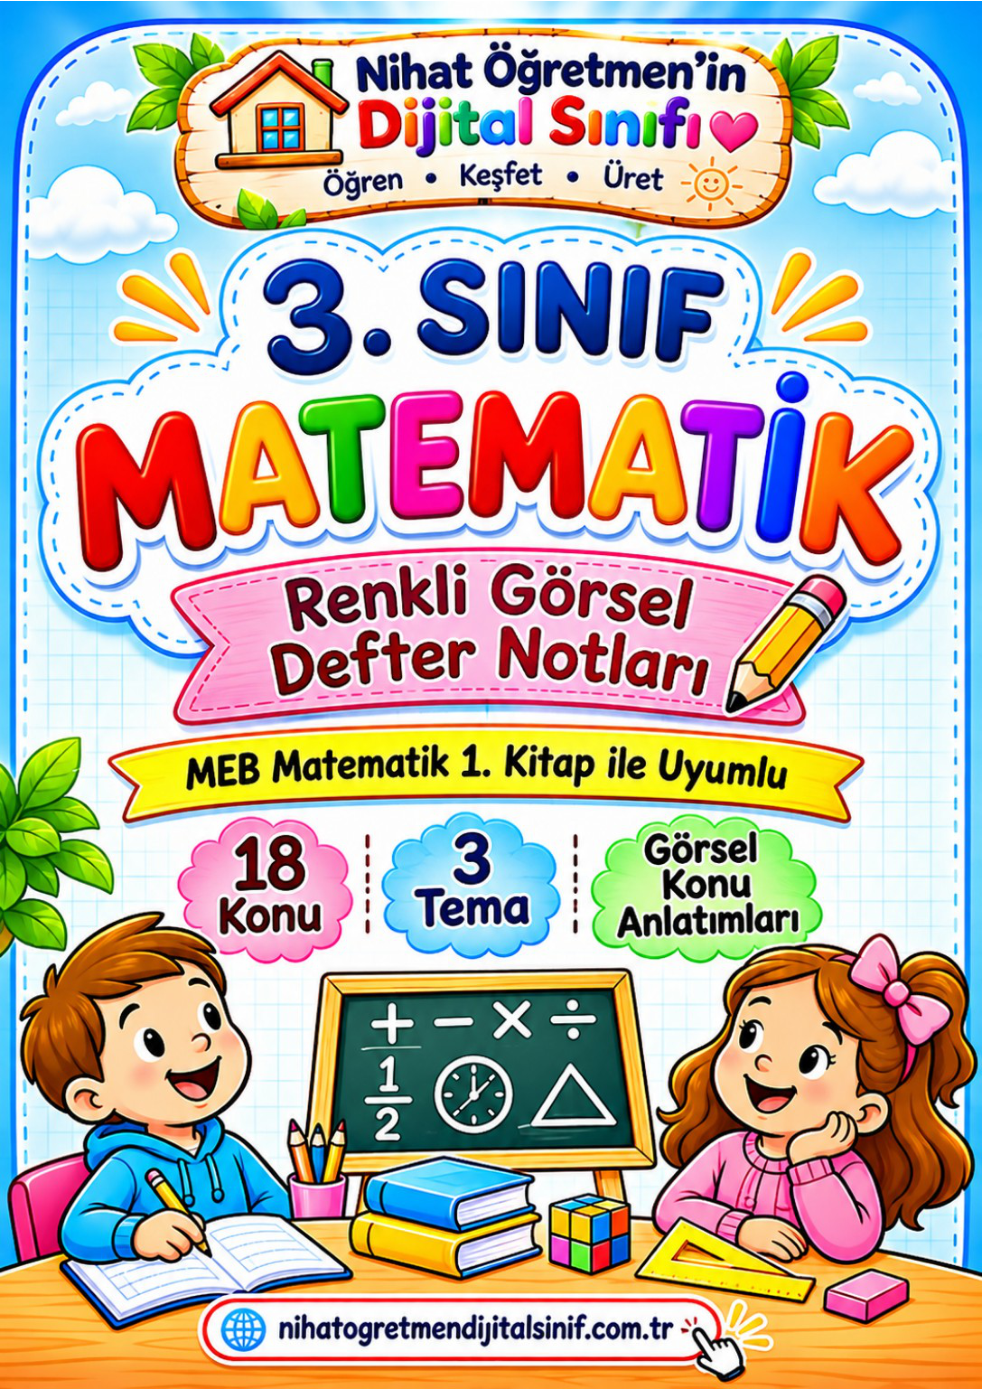 Nihat Öğretmen'in
Dijital Sınıfı
Öğren • Keşfet • Üret
3. SINIF
MATEMATİK
Renkli Görsel
Defter Notları
MEB Matematik 1. Kitap ile Uyumlu
18
Konu
3
Tema
Görsel
Konu
Anlatımları
+ − × ÷
1
2
nihatogretmendijitalsinif.com.tr